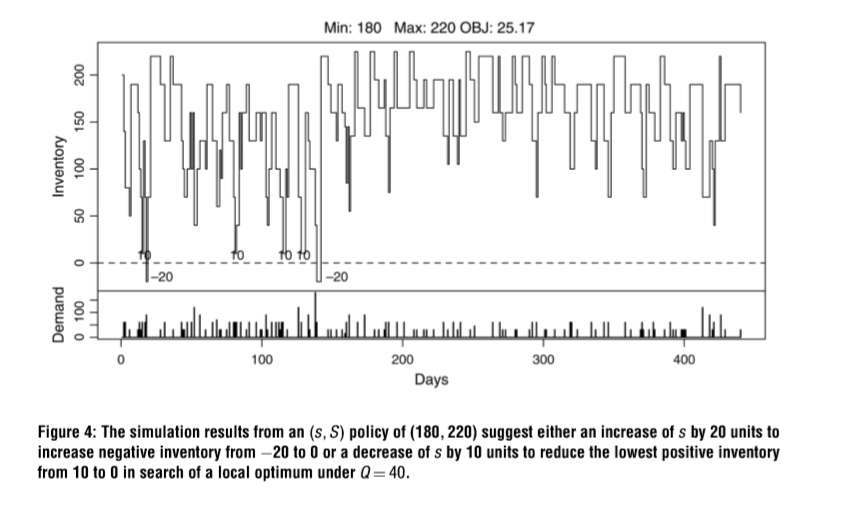 Min: 180 Max: 220 OBJ: 25.17
Inventory
200
150
100
50
0
10
10
10
10
–20
–20
Demand
100
0
0
100
200
300
400
Days
Figure 4: The simulation results from an (s, S) policy of (180, 220) suggest either an increase of s by 20 units to
increase negative inventory from –20 to 0 or a decrease of s by 10 units to reduce the lowest positive inventory
from 10 to 0 in search of a local optimum under Q = 40.